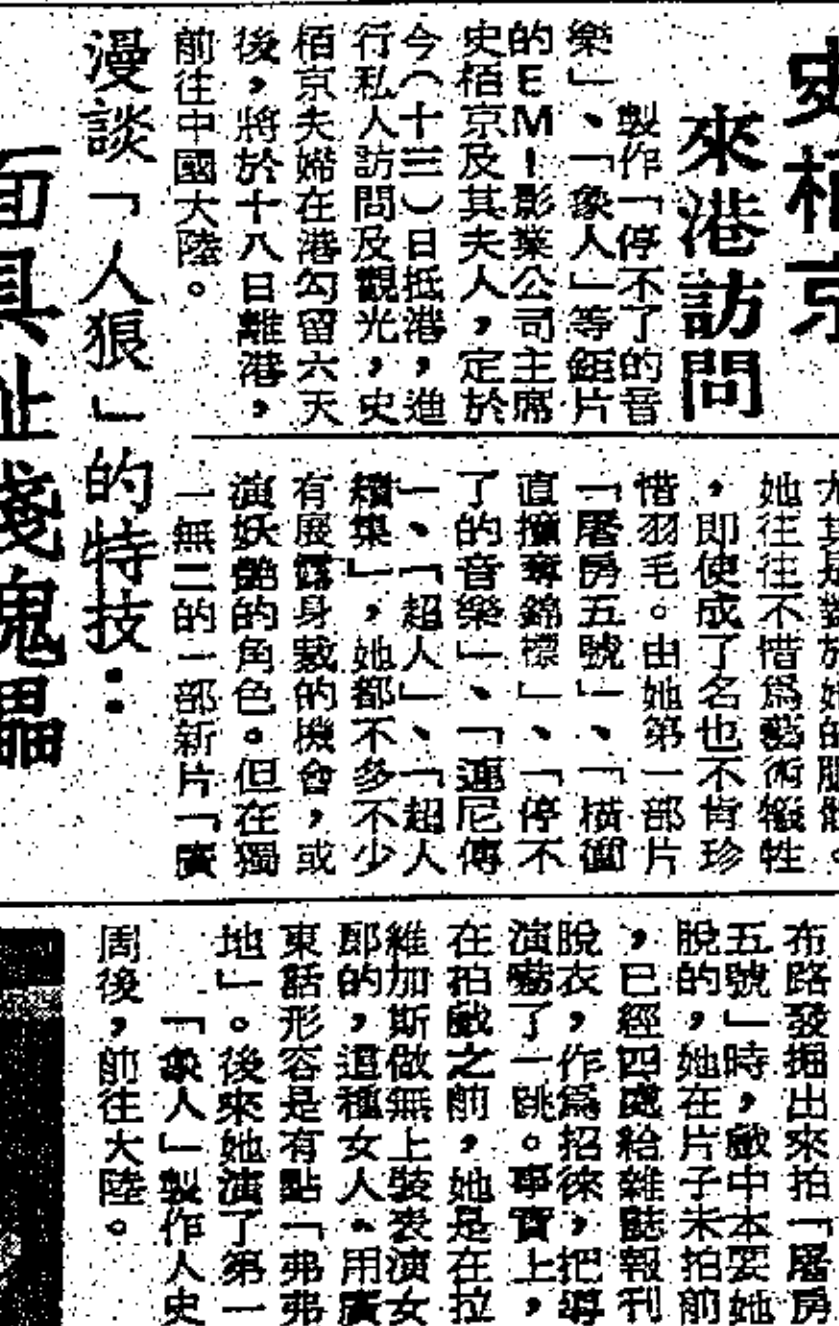 史栢京
來港訪問
製作「停不了的音
樂」、「象人」等鉅片
的EMI影業公司主席
史栢京及其夫人，定於
今（十三）日抵港，進
行私人訪問及觀光，史
栢京夫婦在港勾留六天
後，將於十八日離港，
前往中國大陸。
漫談「人狼」的特技：
面具
她往往不惜爲藝術犧牲
，即使成了名也不肯珍
惜羽毛。由她第一部片
「屠房五號」、「橫衝
直撞奪錦標」、「停不
了的音樂」、「連尼傳
」、「超人」、「超人
續集」，她都不多不少
有展露身裁的機會，或
演妖艷的角色。但在獨
一無二的一部新片「廣
布路發掘出來拍「屠房
五號」時，戲中本要她
脫的，她在片子未拍前
，已經四處給雜誌報刊
脫衣，作爲招徠，把導
演嚇了一跳。事實上，
在拍戲之前，她是在拉
維加斯做無上裝表演女
郎的，這種女人，用廣
東話形容是有點「弗弗
地」。後來她演了第一
「象人」製作人史
周後，前往大陸。